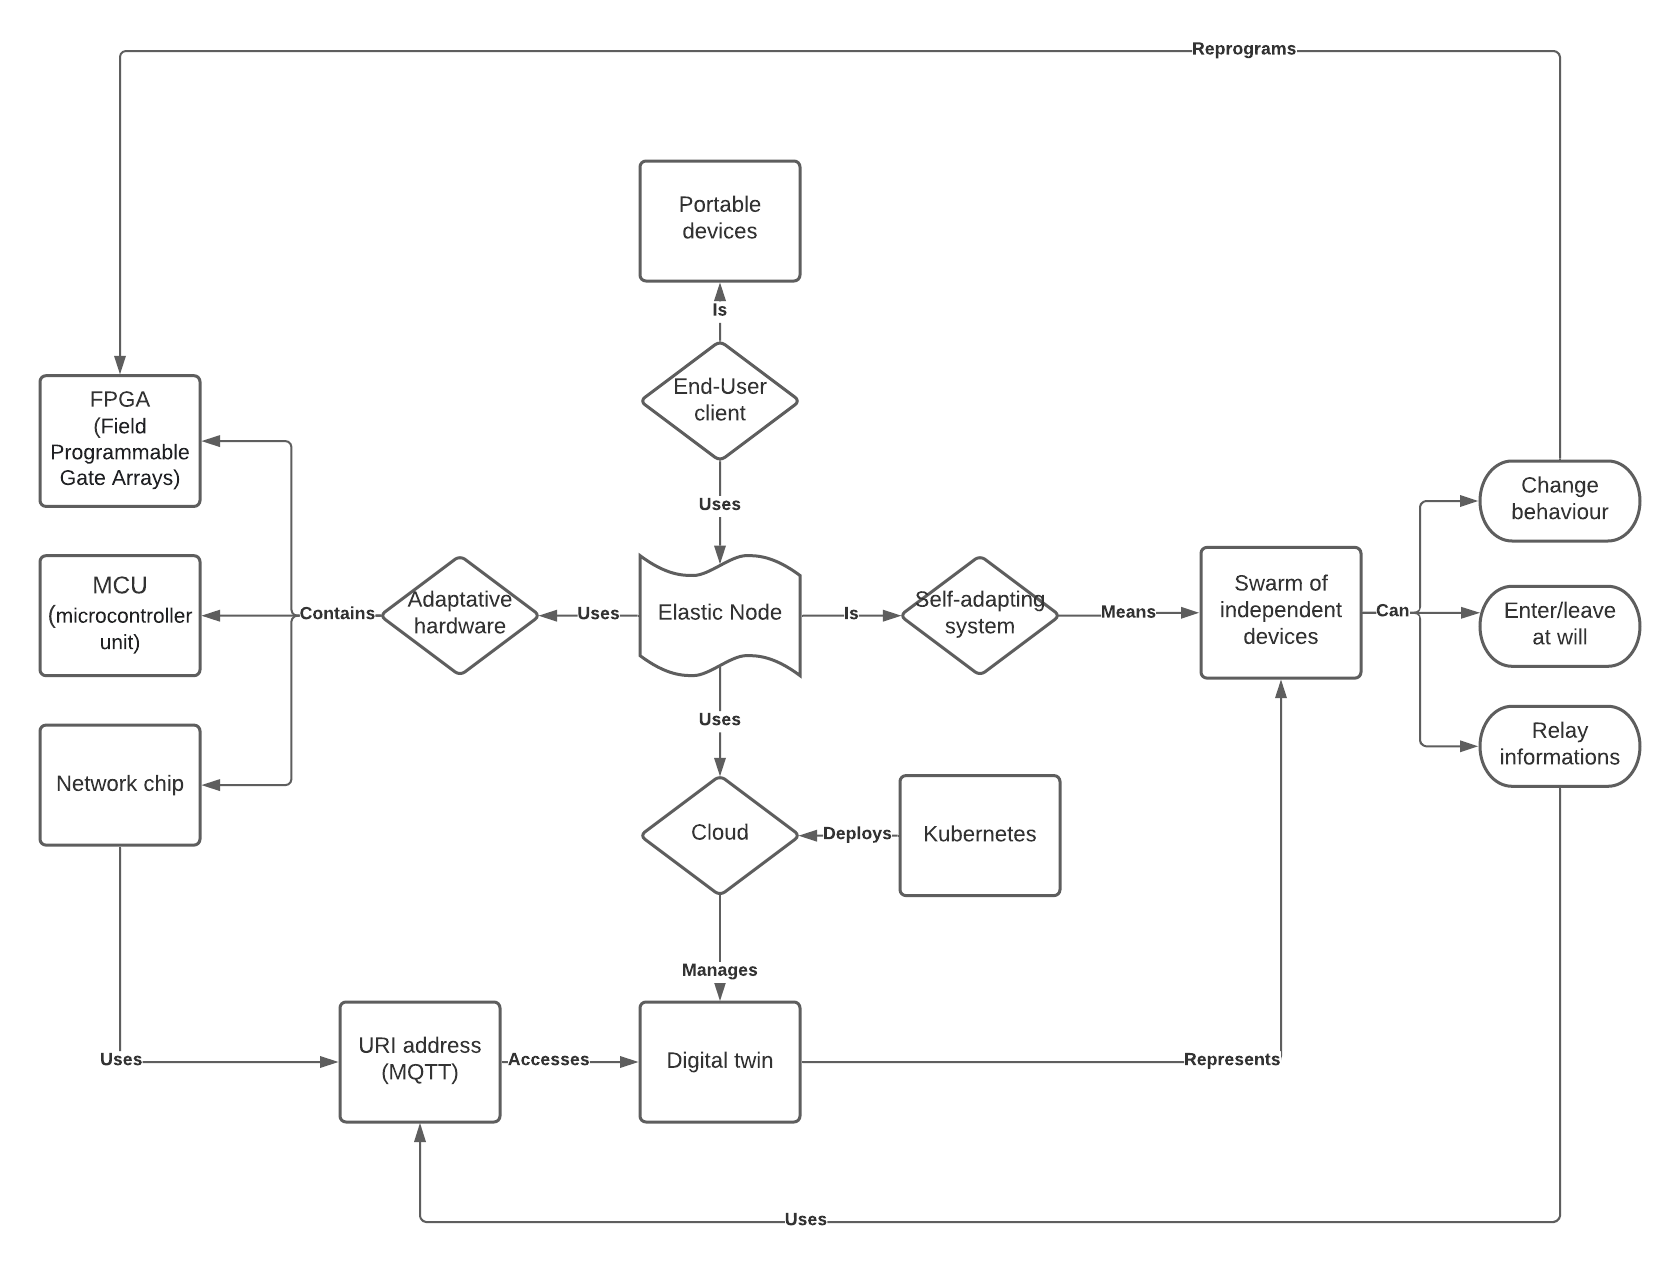 Reprograms
Portable
devices
Is
End-User
client
Uses
FPGA
(Field
Programmable
Gate Arrays)
MCU
(microcontroller
unit)
Network chip
Contains
Adaptative
hardware
Uses
Elastic Node
Is
Self-adapting
system
Means
Swarm of
independent
devices
Can
Change
behaviour
Enter/leave
at will
Relay
informations
Uses
Cloud
Deploys
Kubernetes
Manages
Uses
URI address
(MQTT)
Accesses
Digital twin
Represents
Uses